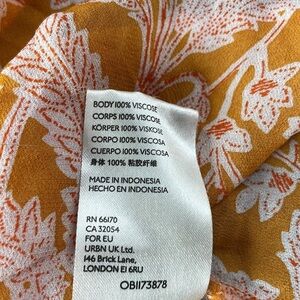 BODY 100% VISCOSE
CORPS 100% VISCOSE
KÖRPER 100% VISKOSE
CORPO 100% VISCOSA
CUERPO 100% VISCOSA
身体 100% 粘胶纤维
MADE IN INDONESIA
HECHO EN INDONESIA
RN 66170
CA 32054
FOR EU
URBN UK Ltd.
146 Brick Lane,
LONDON E1 6RU
OB1173878